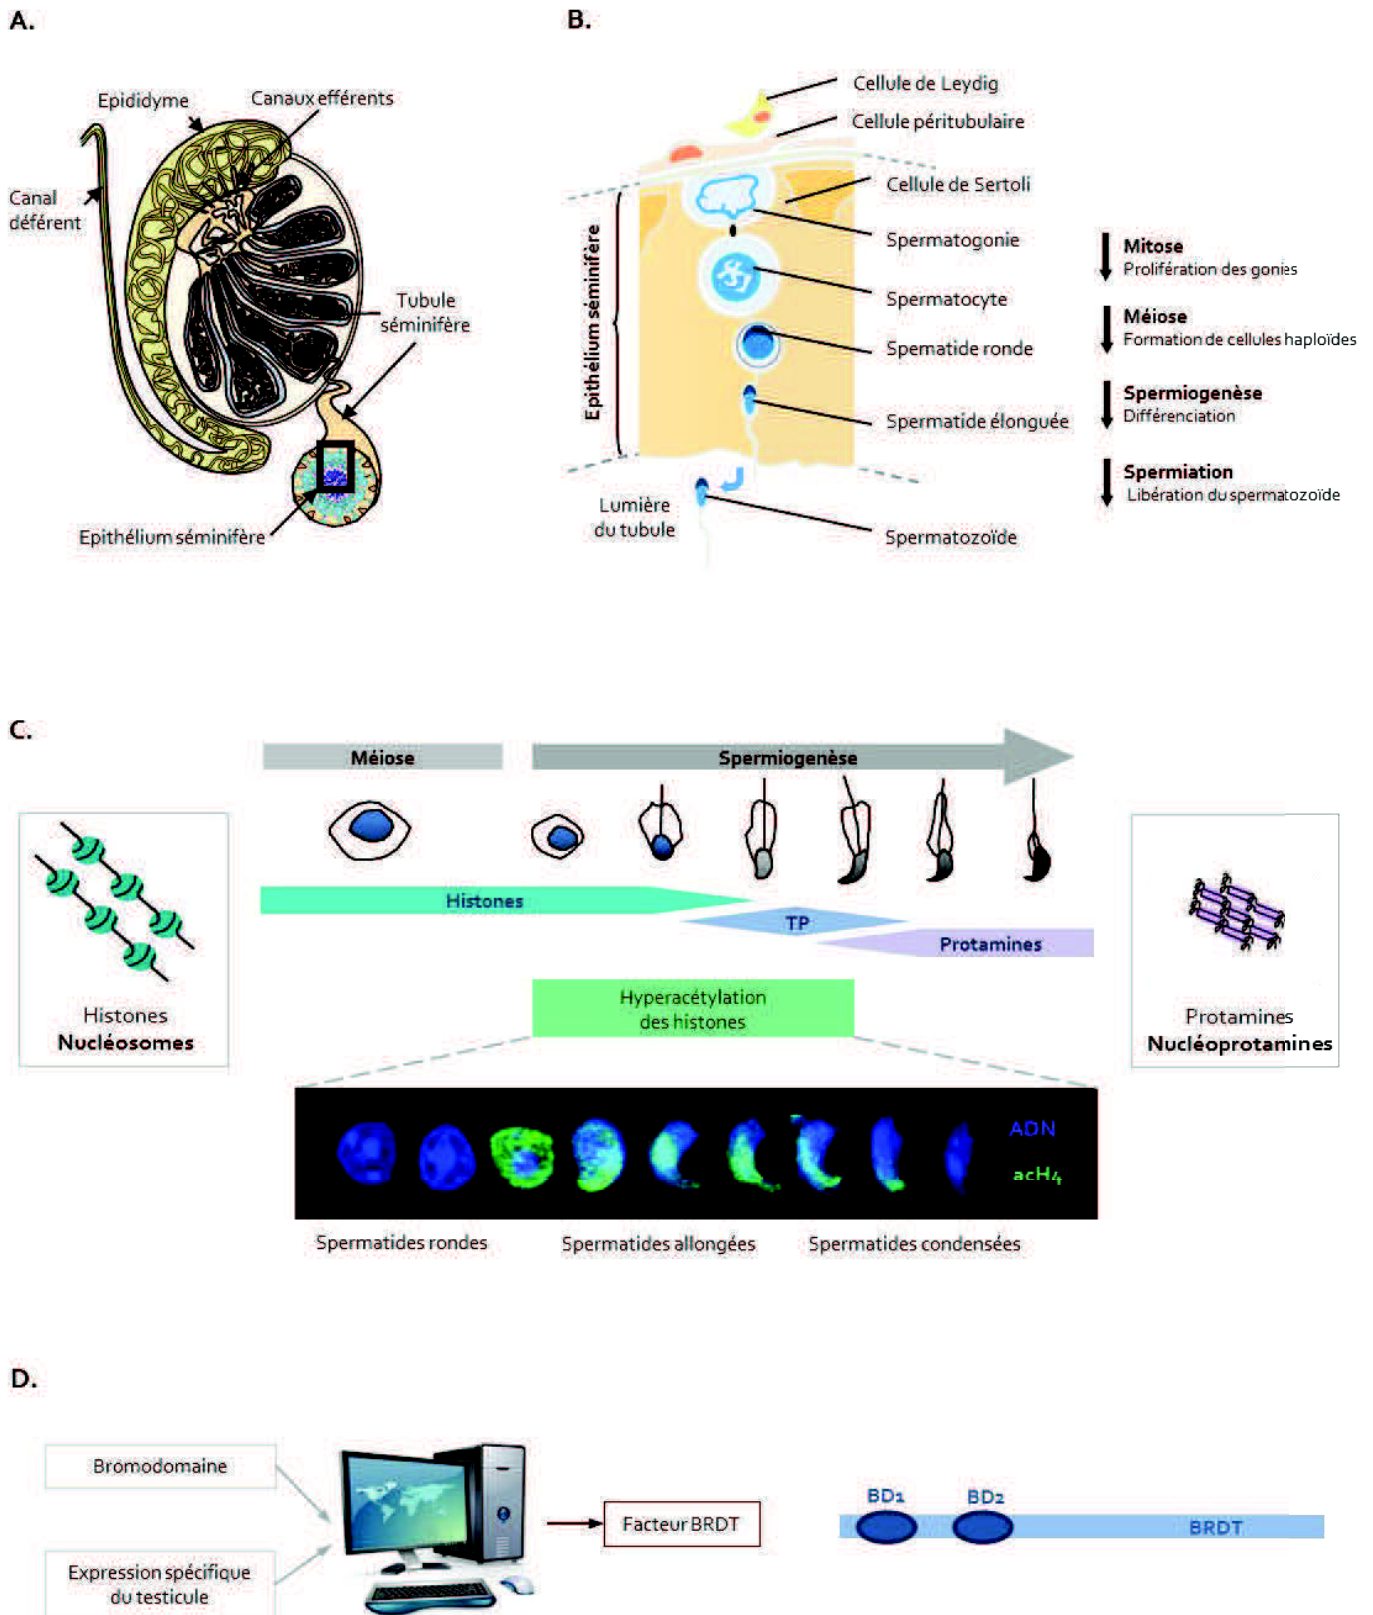 A.
Epididyme
Canaux efférents
Canal
déférent
Tubule
séminifère
Epithélium séminifère
B.
Cellule de Leydig
Cellule péritubulaire
Cellule de Sertoli
Spermatogonie
Spermatocyte
Spematide ronde
Spermatide élonguée
Spermatozoïde
Epithélium séminifère
Lumière
du tubule
Mitose
Prolifération des gonies
Méiose
Formation de cellules haploïdes
Spermiogenèse
Différenciation
Spermiation
Libération du spermatozoïde
C.
Méiose
Spermiogenèse
Histones
TP
Protamines
Histones
Nucléosomes
Hyperacétylation
des histones
Protamines
Nucléoprotamines
ADN
acH4
Spermatides rondes
Spermatides allongées
Spermatides condensées
D.
Bromodomaine
Expression spécifique
du testicule
Facteur BRDT
BD1
BD2
BRDT